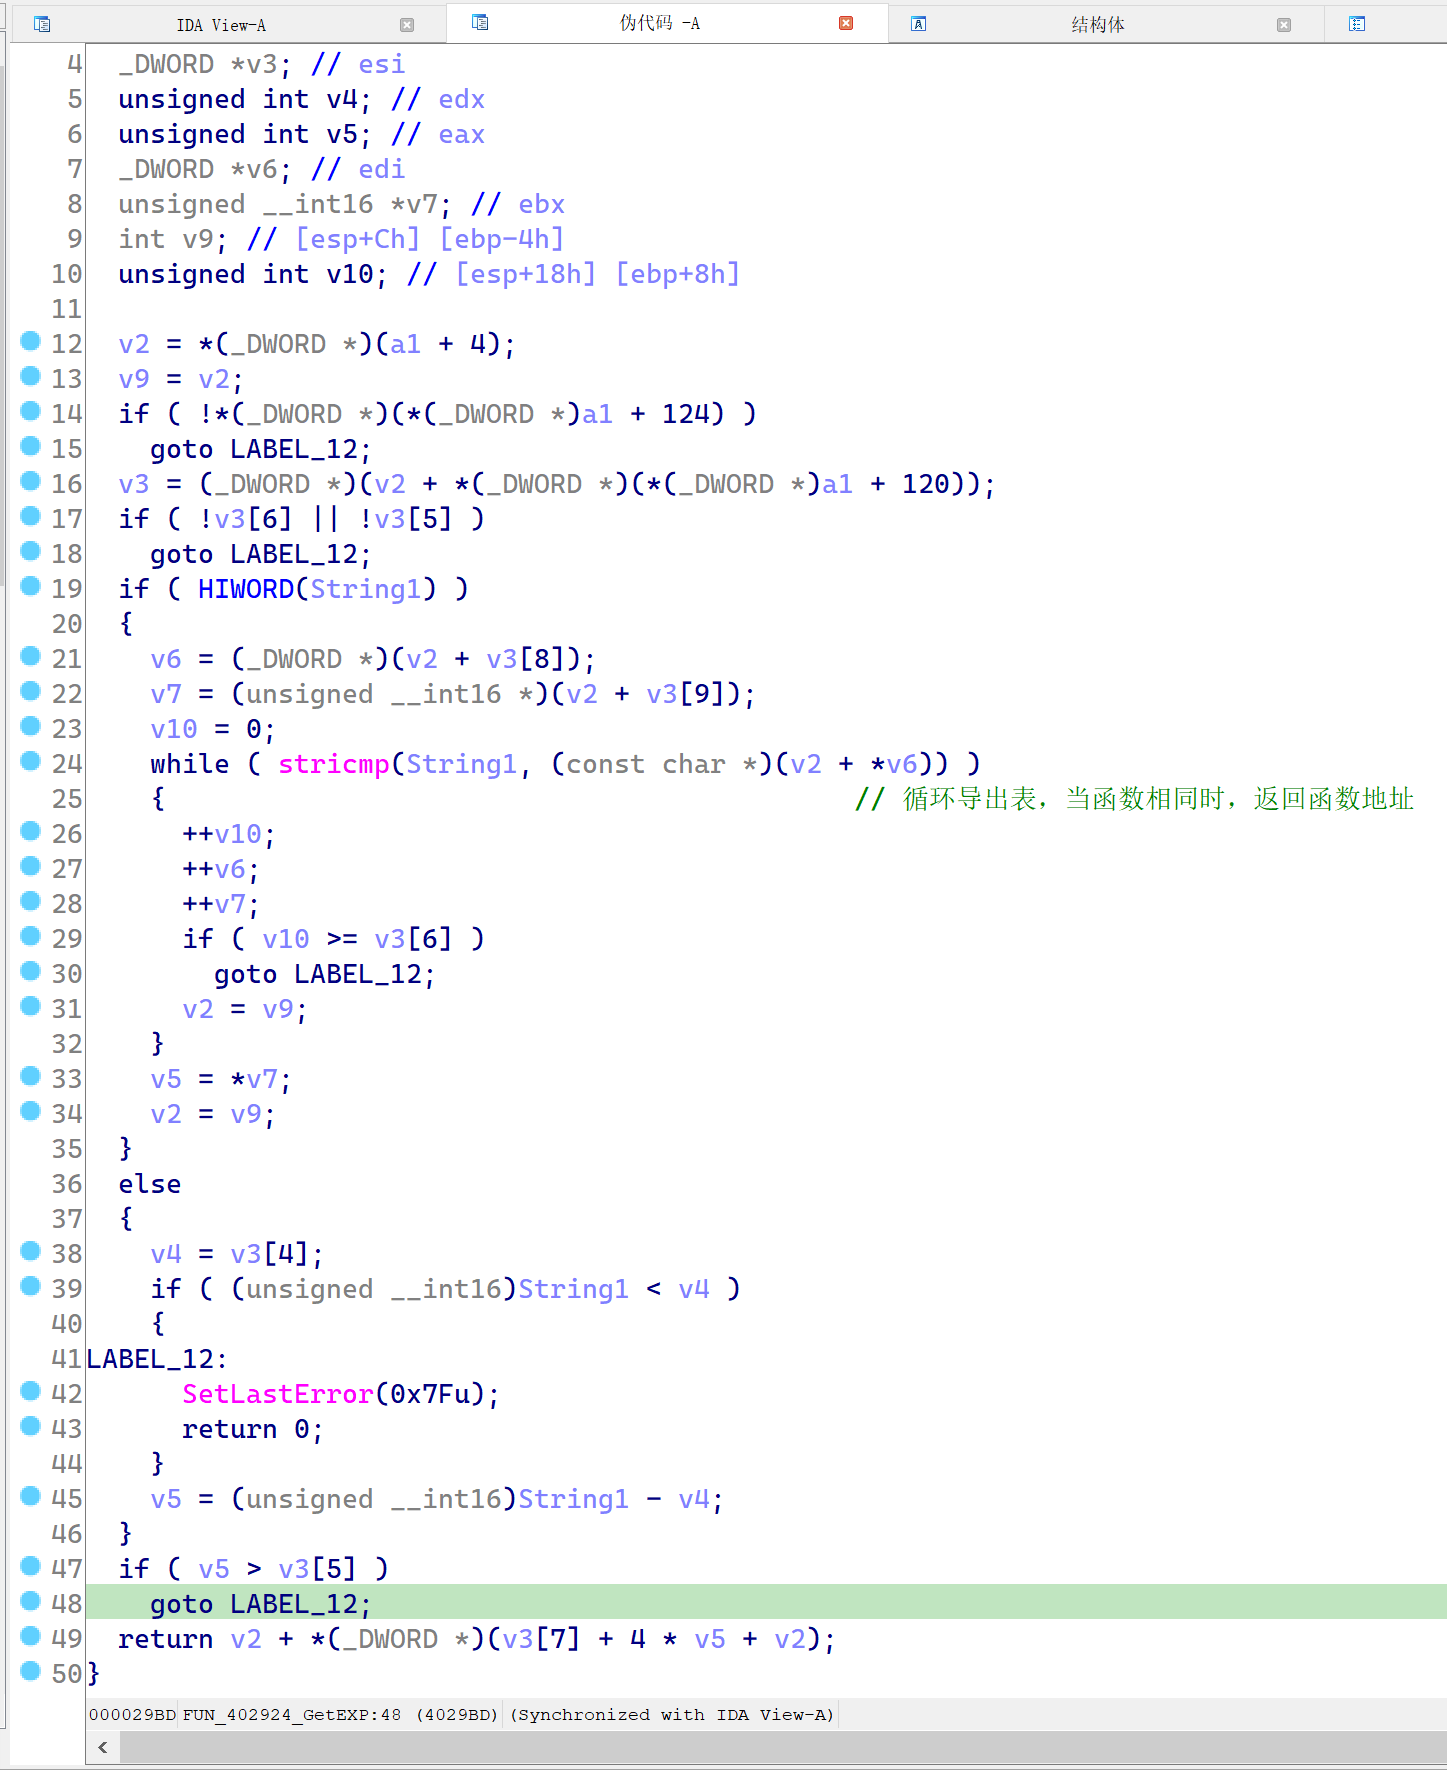 IDA View-A
伪代码 -A
结构体
4 _DWORD *v3; // esi
5 unsigned int v4; // edx
6 unsigned int v5; // eax
7 _DWORD *v6; // edi
8 unsigned __int16 *v7; // ebx
9 int v9; // [esp+Ch] [ebp-4h]
10 unsigned int v10; // [esp+18h] [ebp+8h]
11
12 v2 = *(_DWORD *)(a1 + 4);
13 v9 = v2;
14 if ( !*(_DWORD *)(*(_DWORD *)a1 + 124) )
15 goto LABEL_12;
16 v3 = (_DWORD *)(v2 + *(_DWORD *)(*(_DWORD *)a1 + 120));
17 if ( !v3[6] || !v3[5] )
18 goto LABEL_12;
19 if ( HIWORD(String1) )
20 {
21 v6 = (_DWORD *)(v2 + v3[8]);
22 v7 = (unsigned __int16 *)(v2 + v3[9]);
23 v10 = 0;
24 while ( stricmp(String1, (const char *)(v2 + *v6)) )
25 { // 循环导出表，当函数相同时，返回函数地址
26 ++v10;
27 ++v6;
28 ++v7;
29 if ( v10 >= v3[6] )
30 goto LABEL_12;
31 v2 = v9;
32 }
33 v5 = *v7;
34 v2 = v9;
35 }
36 else
37 {
38 v4 = v3[4];
39 if ( (unsigned __int16)String1 < v4 )
40 {
41 LABEL_12:
42 SetLastError(0x7Fu);
43 return 0;
44 }
45 v5 = (unsigned __int16)String1 - v4;
46 }
47 if ( v5 > v3[5] )
48 goto LABEL_12;
49 return v2 + *(_DWORD *)(v3[7] + 4 * v5 + v2);
50 }
000029BD FUN_402924_GetEXP:48 (4029BD) (Synchronized with IDA View-A)